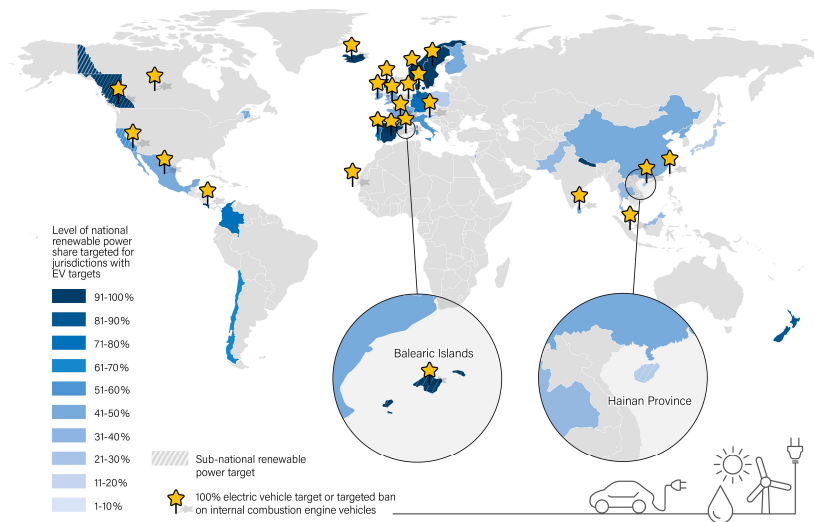 Level of national
renewable power
share targeted for
jurisdictions with
EV targets
91-100%
81-90%
71-80%
61-70%
51-60%
41-50%
31-40%
21-30%
11-20%
1-10%
Balearic Islands
Hainan Province
Sub-national renewable
power target
100% electric vehicle target or targeted ban
on internal combustion engine vehicles